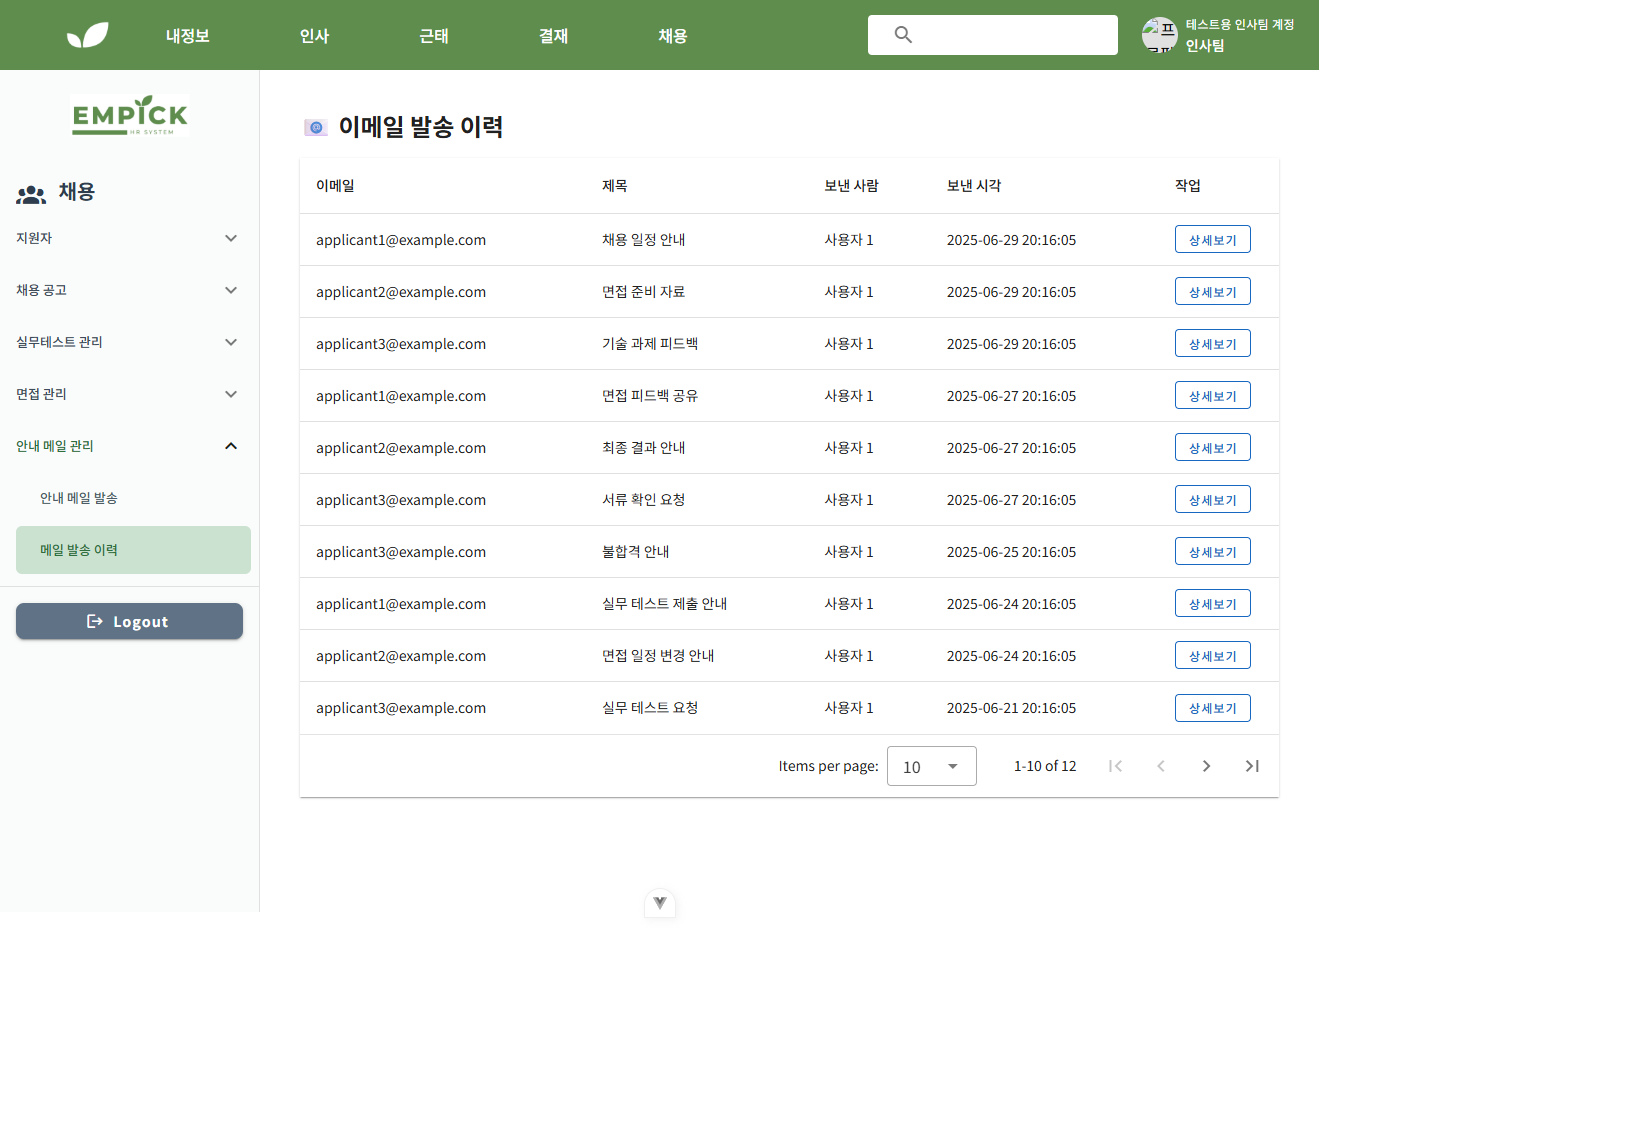 내정보 인사 근태 결재 채용
테스트용 인사팀 계정
인사팀
EMPICK
HR SYSTEM
채용
지원자
채용 공고
실무테스트 관리
면접 관리
안내 메일 관리
안내 메일 발송
메일 발송 이력
Logout
이메일 발송 이력
이메일 제목 보낸 사람 보낸 시각 작업
applicant1@example.com 채용 일정 안내 사용자 1 2025-06-29 20:16:05 상세보기
applicant2@example.com 면접 준비 자료 사용자 1 2025-06-29 20:16:05 상세보기
applicant3@example.com 기술 과제 피드백 사용자 1 2025-06-29 20:16:05 상세보기
applicant1@example.com 면접 피드백 공유 사용자 1 2025-06-27 20:16:05 상세보기
applicant2@example.com 최종 결과 안내 사용자 1 2025-06-27 20:16:05 상세보기
applicant3@example.com 서류 확인 요청 사용자 1 2025-06-27 20:16:05 상세보기
applicant3@example.com 불합격 안내 사용자 1 2025-06-25 20:16:05 상세보기
applicant1@example.com 실무 테스트 제출 안내 사용자 1 2025-06-24 20:16:05 상세보기
applicant2@example.com 면접 일정 변경 안내 사용자 1 2025-06-24 20:16:05 상세보기
applicant3@example.com 실무 테스트 요청 사용자 1 2025-06-21 20:16:05 상세보기
Items per page: 10 1-10 of 12